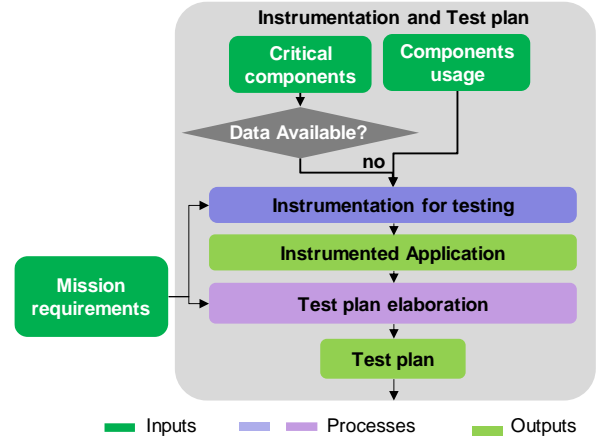 Instrumentation and Test plan
Critical
components
Components
usage
Data Available?
no
Instrumentation for testing
Instrumented Application
Mission
requirements
Test plan elaboration
Test plan
Inputs
Processes
Outputs